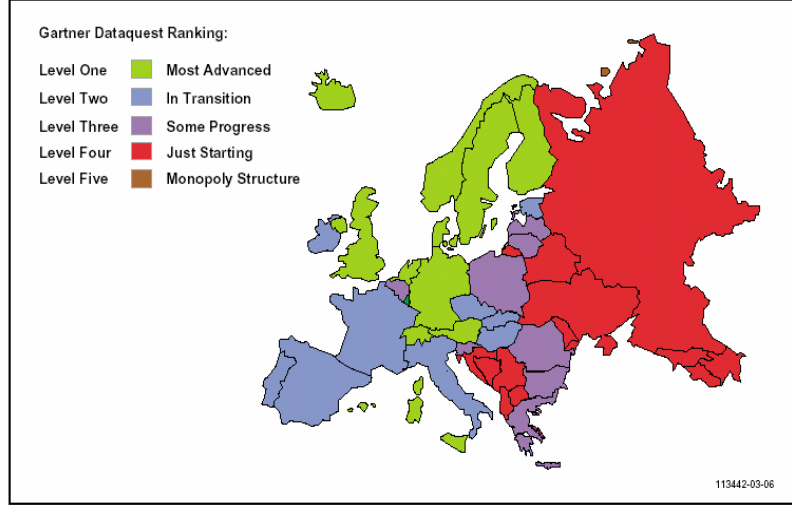 Gartner Dataquest Ranking:
Level One Most Advanced
Level Two In Transition
Level Three Some Progress
Level Four Just Starting
Level Five Monopoly Structure
113442-03-06